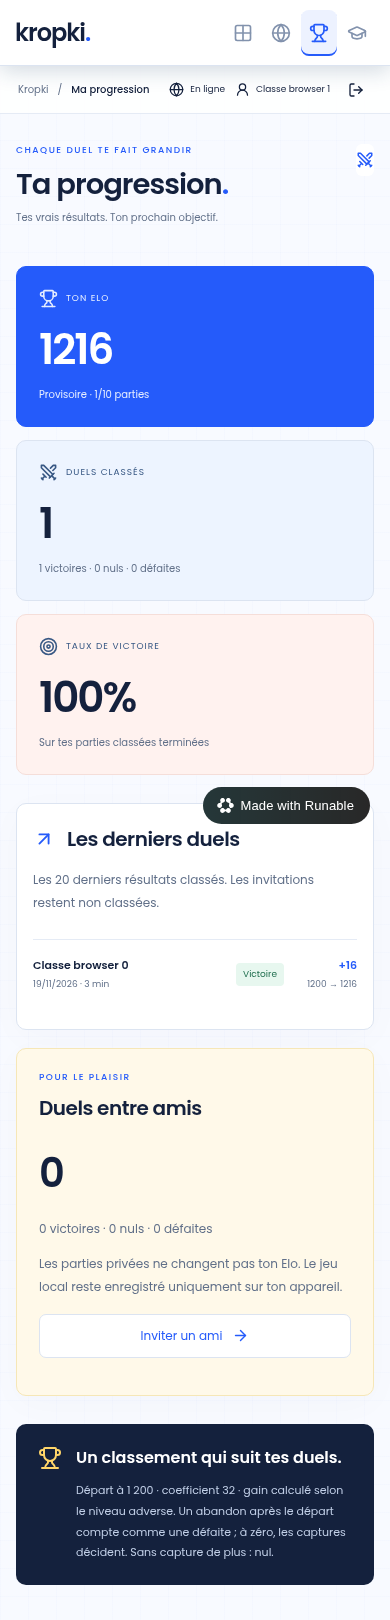 kropki.
Kropki / Ma progression En ligne Classe browser 1
CHAQUE DUEL TE FAIT GRANDIR
Ta progression.
Tes vrais résultats. Ton prochain objectif.
TON ELO
1216
Provisoire · 1/10 parties
DUELS CLASSÉS
1
1 victoires · 0 nuls · 0 défaites
TAUX DE VICTOIRE
100%
Sur tes parties classées terminées
Made with Runable
Les derniers duels
Les 20 derniers résultats classés. Les invitations
restent non classées.
Classe browser 0 Victoire +16
19/11/2026 · 3 min 1200 → 1216
POUR LE PLAISIR
Duels entre amis
0
0 victoires · 0 nuls · 0 défaites
Les parties privées ne changent pas ton Elo. Le jeu
local reste enregistré uniquement sur ton appareil.
Inviter un ami →
Un classement qui suit tes duels.
Départ à 1 200 · coefficient 32 · gain calculé selon
le niveau adverse. Un abandon après le départ
compte comme une défaite ; à zéro, les captures
décident. Sans capture de plus : nul.